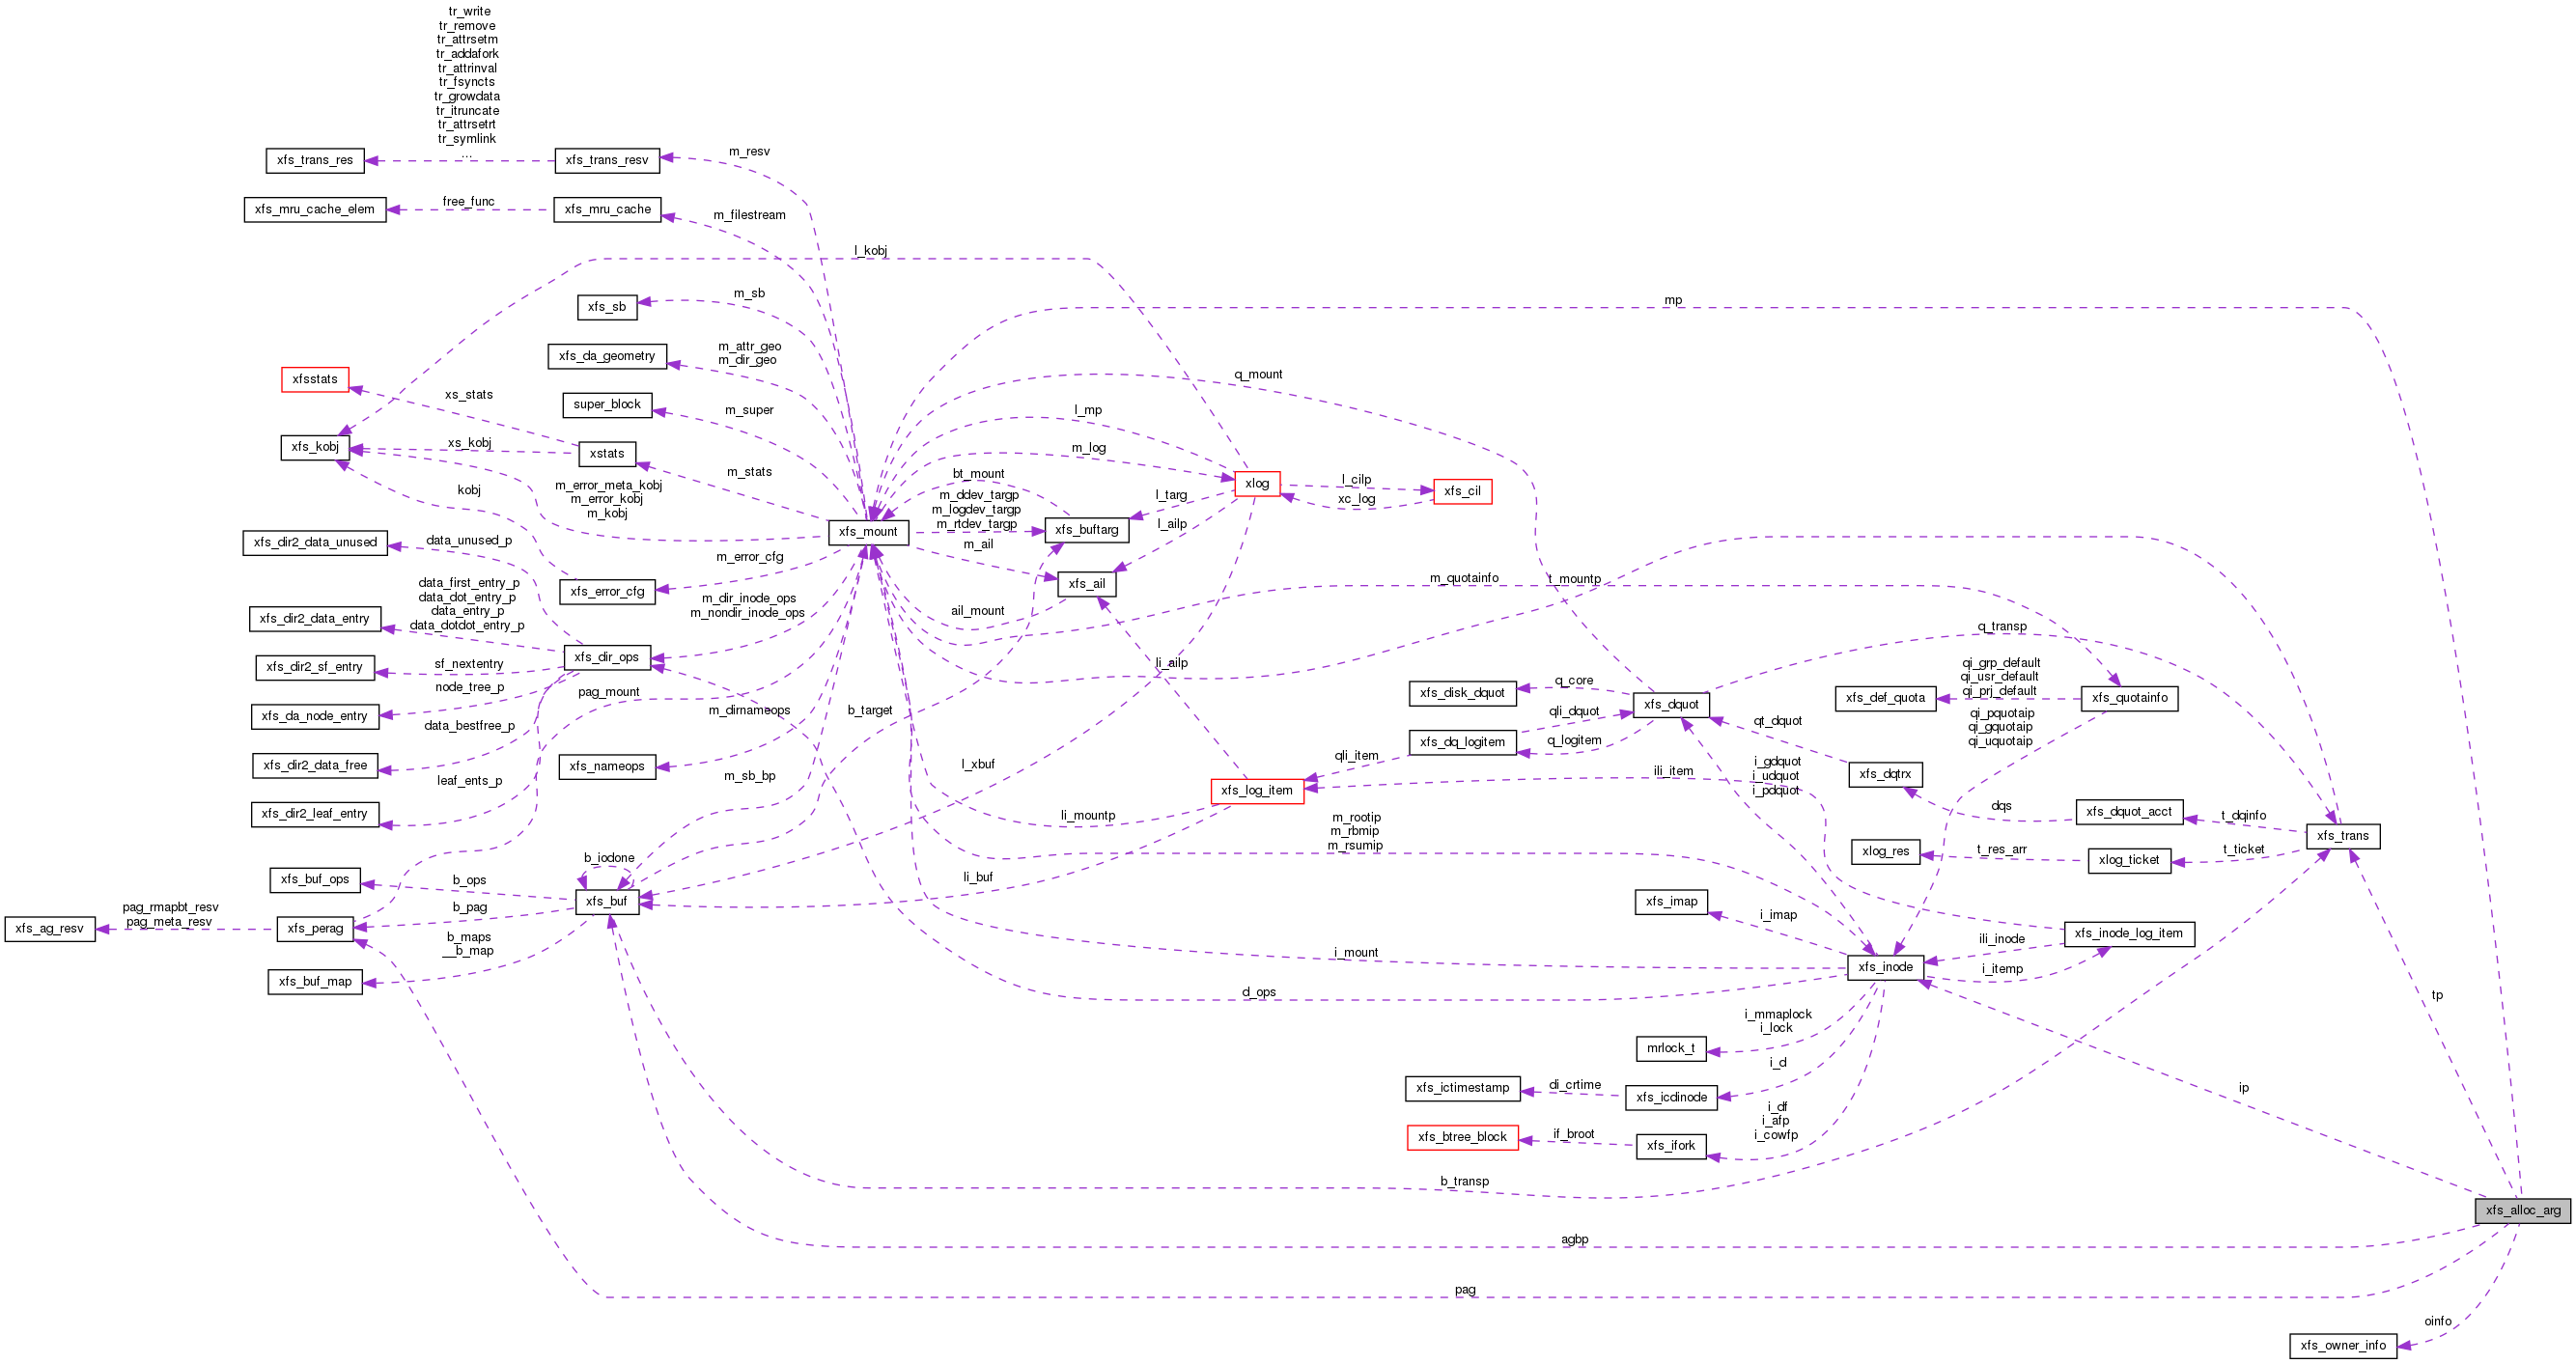 tr_write
tr_remove
tr_attrsetm
tr_addafork
tr_attrinval
tr_fsyncts
tr_growdata
tr_itruncate
tr_attrsetrt
tr_symlink
...
xfs_trans_res
xfs_trans_resv
m_resv
xfs_mru_cache_elem
free_func
xfs_mru_cache
m_filestream
l_kobj
xfs_sb
m_sb
mp
xfs_da_geometry
m_attr_geo
m_dir_geo
xfsstats
xs_stats
super_block
m_super
q_mount
l_mp
xfs_kobj
xs_kobj
xstats
m_stats
m_log
kobj
m_error_meta_kobj
m_error_kobj
m_kobj
bt_mount
m_ddev_targp
m_logdev_targp
m_rtdev_targp
l_targ
xlog
l_cilp
xc_log
xfs_cil
xfs_mount
xfs_buftarg
l_ailp
m_ail
xfs_dir2_data_unused
data_unused_p
m_error_cfg
xfs_error_cfg
xfs_ail
ail_mount
m_quotainfo
t_mountp
xfs_dir2_data_entry
data_first_entry_p
data_dot_entry_p
data_entry_p
data_dotdot_entry_p
m_dir_inode_ops
m_nondir_inode_ops
xfs_dir_ops
xfs_dir2_sf_entry
sf_nextentry
node_tree_p
xfs_da_node_entry
pag_mount
data_bestfree_p
xfs_dir2_data_free
m_dirnameops
b_target
xfs_nameops
leaf_ents_p
xfs_dir2_leaf_entry
m_sb_bp
l_xbuf
li_ailp
q_transp
xfs_disk_dquot
q_core
xfs_dquot
qli_dquot
xfs_dq_logitem
q_logitem
qli_item
xfs_log_item
ili_item
li_mountp
qi_grp_default
qi_usr_default
qi_prj_default
xfs_def_quota
xfs_quotainfo
qt_dquot
qi_pquotaip
qi_gquotaip
qi_uquotaip
i_gdquot
i_udquot
i_pdquot
xfs_dqtrx
dqs
xfs_dquot_acct
t_dqinfo
xfs_trans
m_rootip
m_rbmip
m_rsumip
xlog_res
t_res_arr
xlog_ticket
t_ticket
b_iodone
xfs_buf_ops
b_ops
xfs_buf
li_buf
b_pag
xfs_ag_resv
pag_rmapbt_resv
pag_meta_resv
xfs_perag
b_maps
__b_map
xfs_buf_map
xfs_imap
i_imap
i_mount
d_ops
xfs_inode
ili_inode
xfs_inode_log_item
i_itemp
tp
i_mmaplock
i_lock
mrlock_t
i_d
xfs_ictimestamp
di_crtime
xfs_icdinode
ip
i_df
i_afp
i_cowfp
xfs_btree_block
if_broot
xfs_ifork
b_transp
xfs_alloc_arg
agbp
pag
oinfo
xfs_owner_info